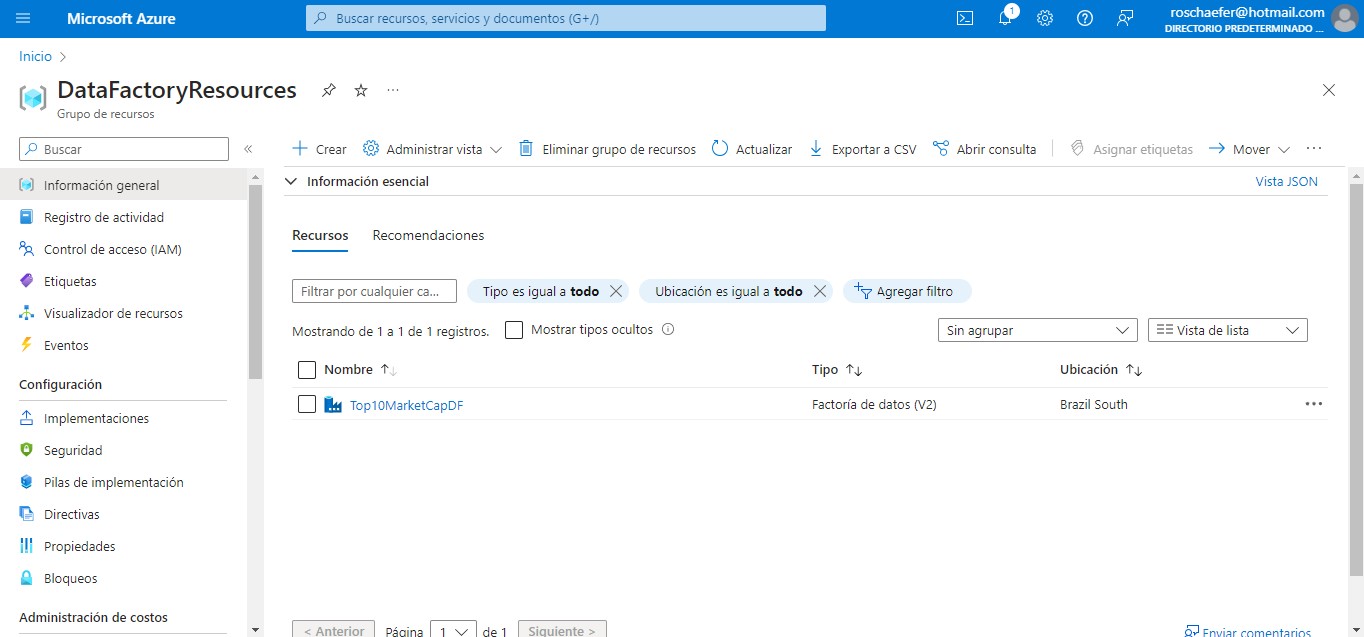 Microsoft Azure
Buscar recursos, servicios y documentos (G+/)
1
roschaefer@hotmail.com
DIRECTORIO PREDETERMINADO ...
Inicio >
DataFactoryResources
...
Grupo de recursos
Buscar
«
Crear
Administrar vista
Eliminar grupo de recursos
Actualizar
Exportar a CSV
Abrir consulta
Asignar etiquetas
Mover
...
Información general
Registro de actividad
Control de acceso (IAM)
Etiquetas
Visualizador de recursos
Eventos
Configuración
Implementaciones
Seguridad
Pilas de implementación
Directivas
Propiedades
Bloqueos
Administración de costos
Información esencial
Vista JSON
Recursos
Recomendaciones
Filtrar por cualquier ca...
Tipo es igual a todo
Ubicación es igual a todo
Agregar filtro
Mostrando de 1 a 1 de 1 registros.
Mostrar tipos ocultos
Sin agrupar
Vista de lista
Nombre
Tipo
Ubicación
Top10MarketCapDF
Factoría de datos (V2)
Brazil South
...
< Anterior
Página
1
de 1
Siguiente >
Enviar comentarios